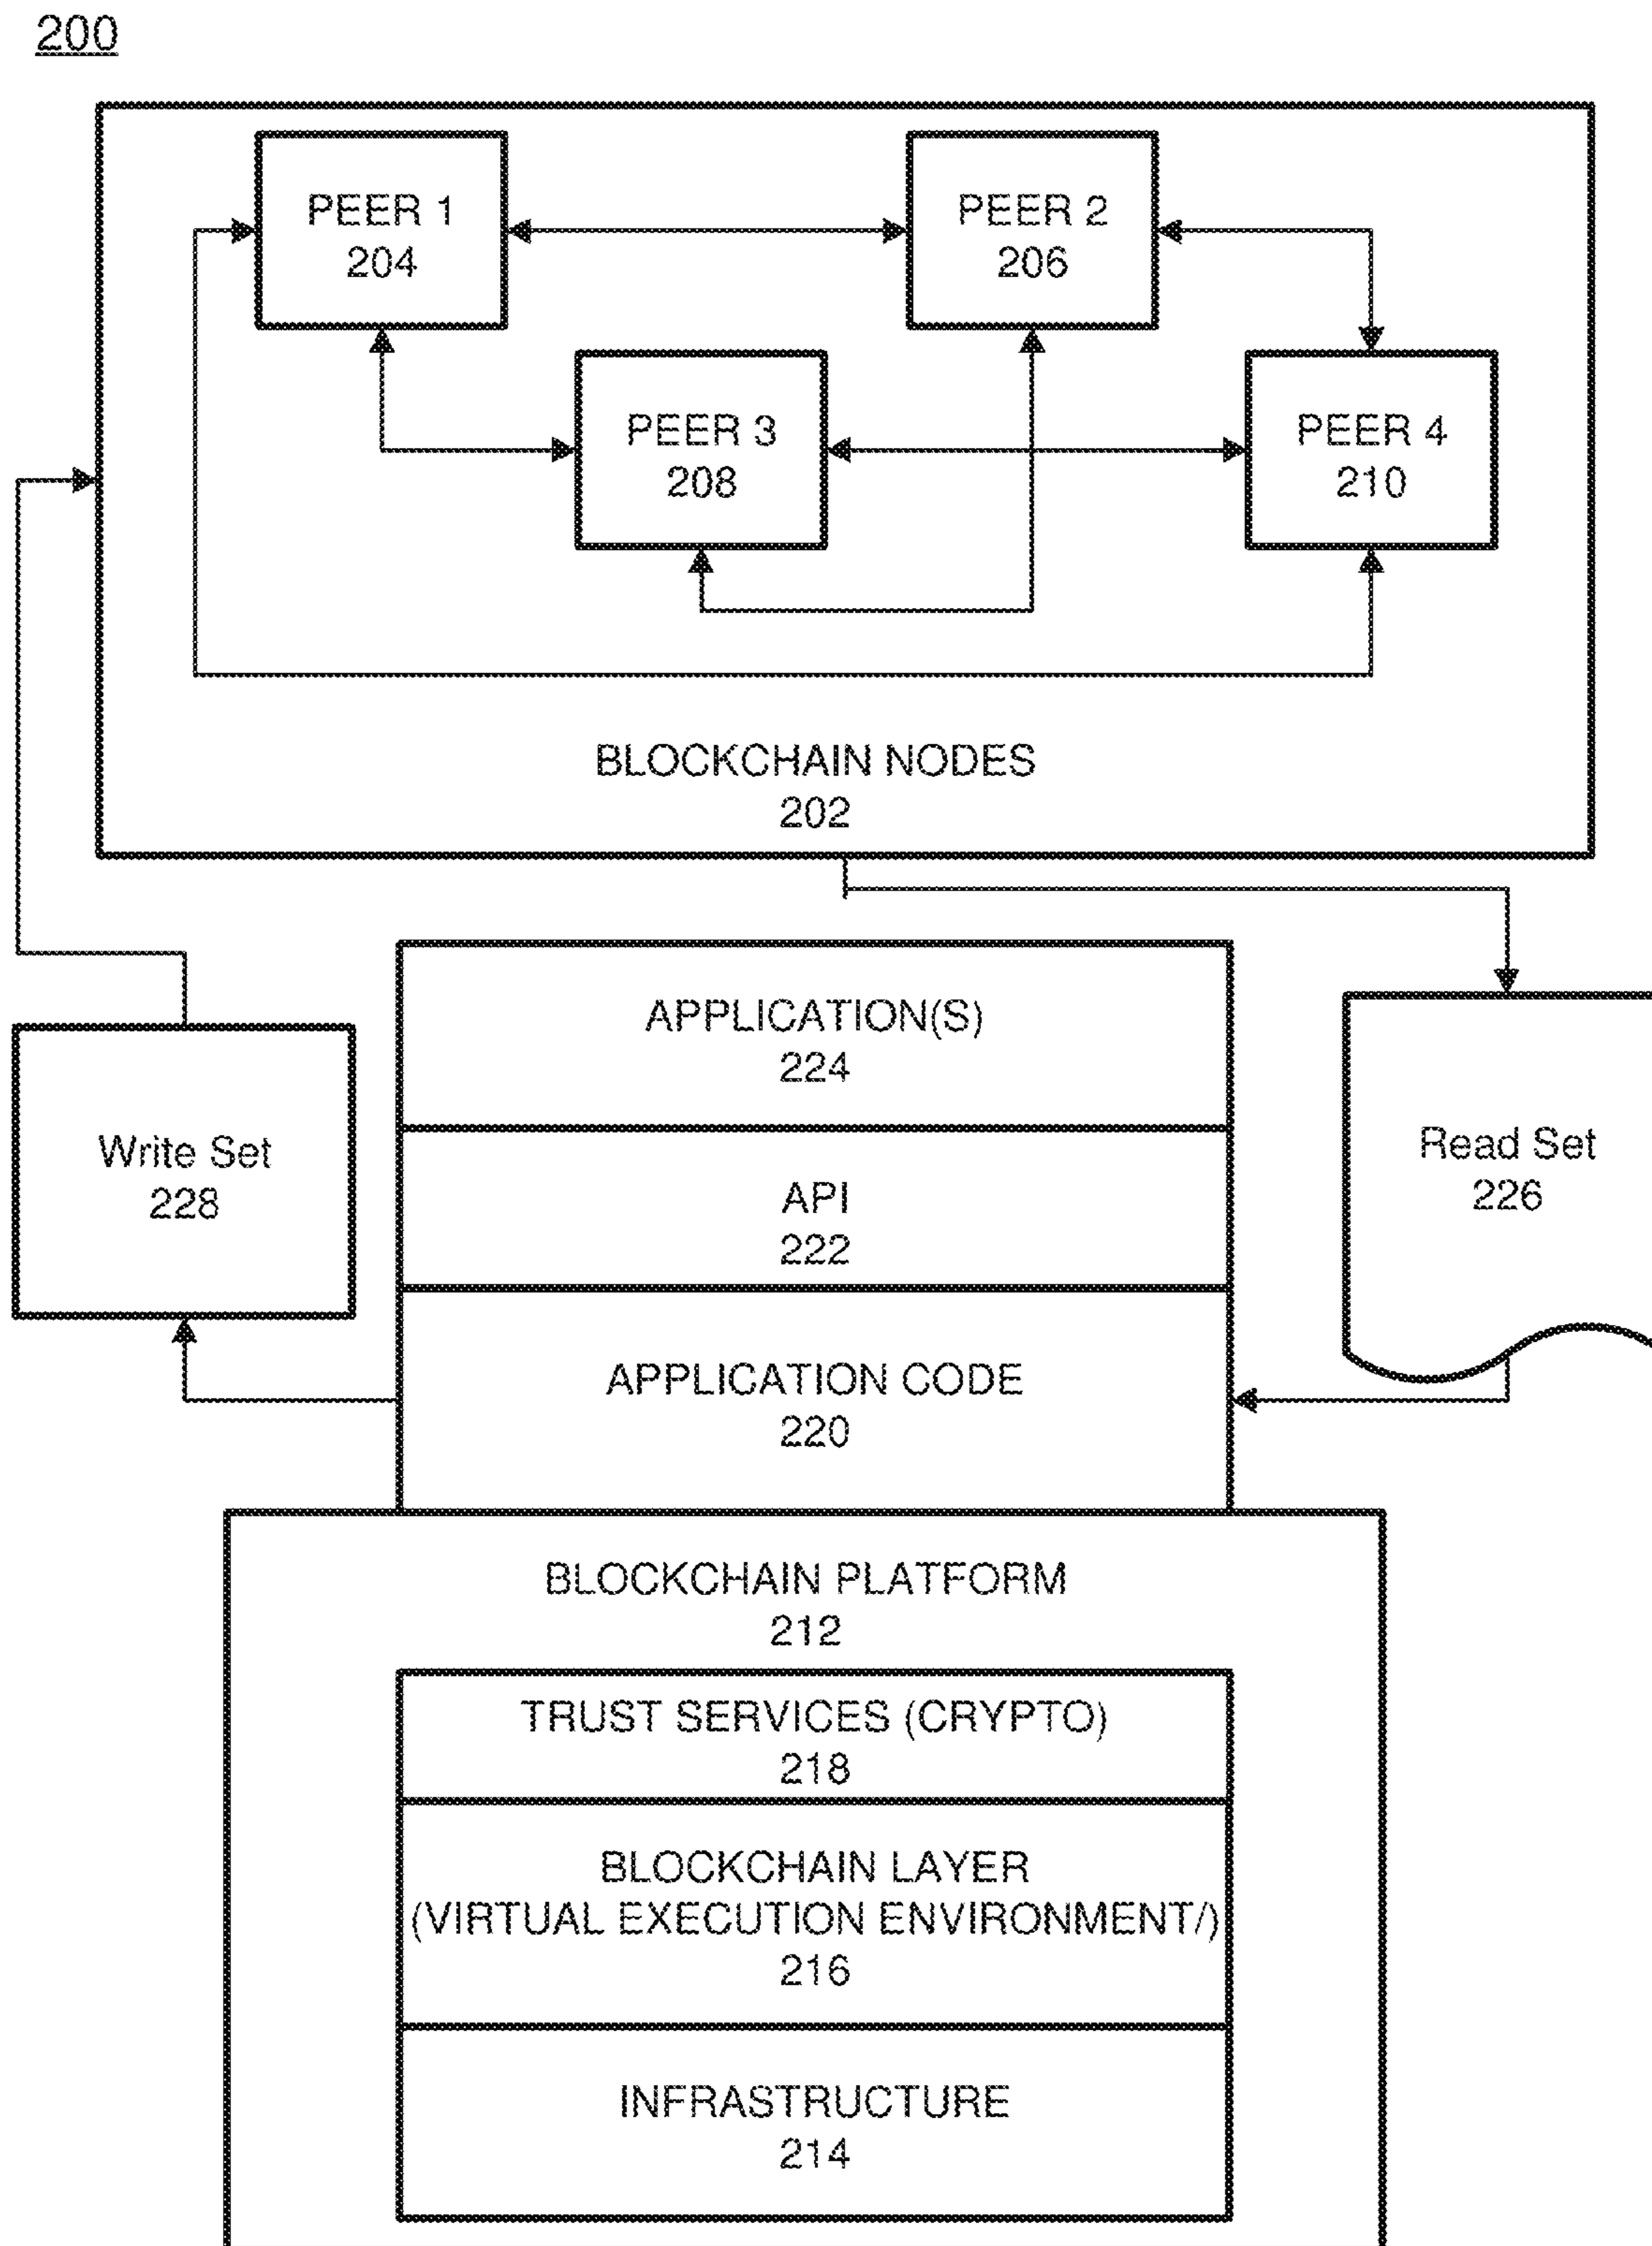 200
PEER 1
204
PEER 2
206
PEER 3
208
PEER 4
210
BLOCKCHAIN NODES
202
APPLICATION(S)
224
Write Set
228
API
222
Read Set
226
APPLICATION CODE
220
BLOCKCHAIN PLATFORM
212
TRUST SERVICES (CRYPTO)
218
BLOCKCHAIN LAYER
(VIRTUAL EXECUTION ENVIRONMENT/)
216
INFRASTRUCTURE
214